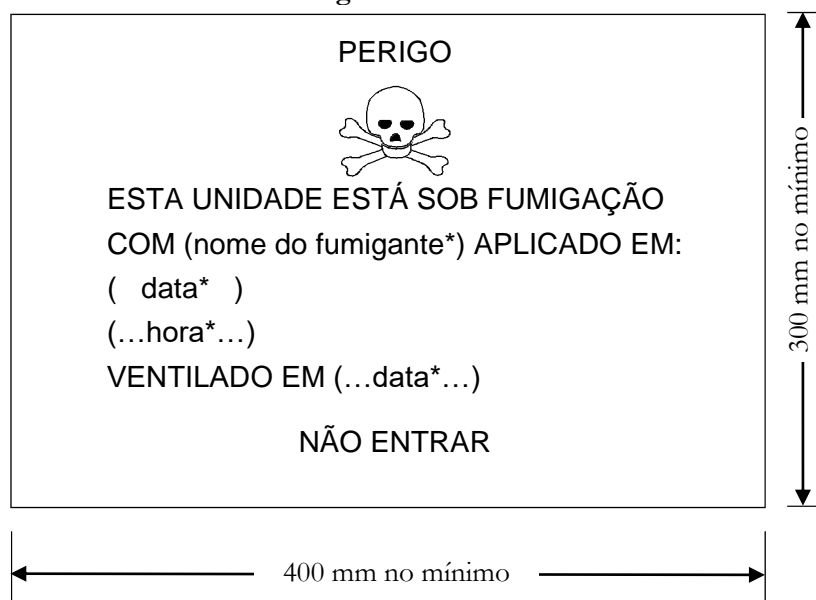 PERIGO
ESTA UNIDADE ESTÁ SOB FUMIGAÇÃO
COM (nome do fumigante*) APLICADO EM:
( data* )
(…hora*…)
VENTILADO EM (…data*…)
NÃO ENTRAR
300 mm no mínimo
400 mm no mínimo